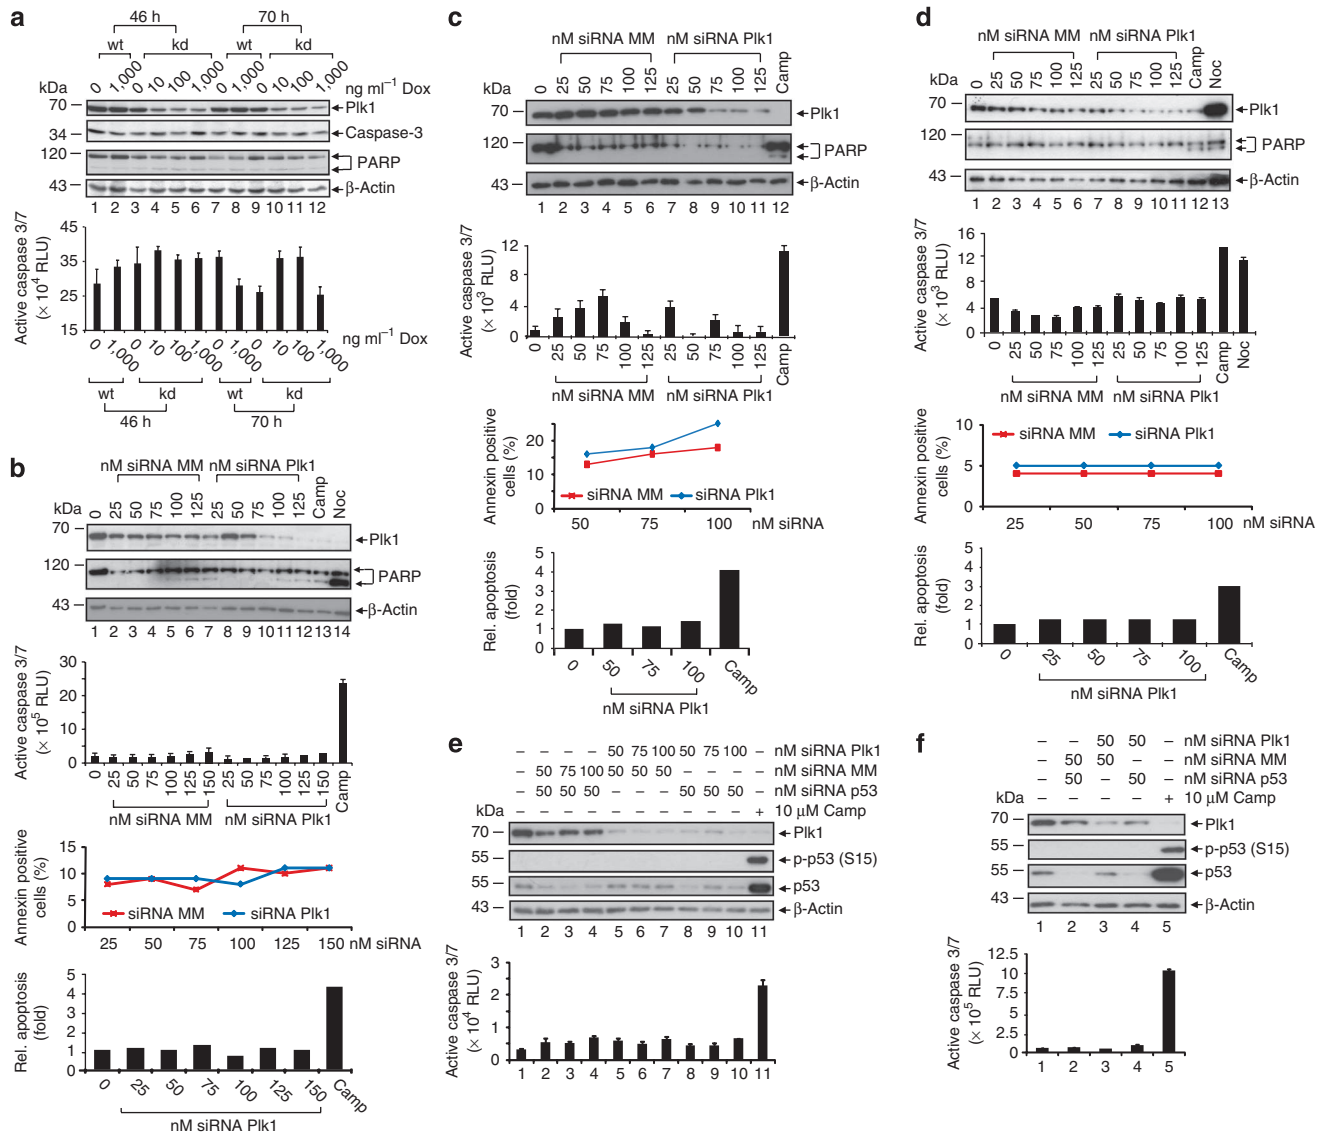 a
46 h 70 h
wt kd wt kd
kDa 0 1,000 0 10 100 1,000 0 1,000 0 10 100 1,000 ng ml–1 Dox
70 Plk1
34 Caspase-3
120 PARP
43 β-Actin
1 2 3 4 5 6 7 8 9 10 11 12
Active caspase 3/7 (× 10⁴ RLU)
45
35
25
15
0 1,000 0 10 100 1,000 0 1,000 0 10 100 1,000 ng ml–1 Dox
wt kd wt kd
46 h 70 h
b
nM siRNA MM nM siRNA Plk1
kDa 0 25 50 75 100 125 25 50 75 100 125 Camp Noc
70 Plk1
120 PARP
43 β-Actin
1 2 3 4 5 6 7 8 9 10 11 12 13 14
Active caspase 3/7 (× 10⁵ RLU)
30
20
10
0
0 25 50 75 100 125 150 25 50 75 100 125 150 Camp
nM siRNA MM nM siRNA Plk1
Annexin positive cells (%)
15
10
5
0
siRNA MM siRNA Plk1
25 50 75 100 125 150 nM siRNA
Rel. apoptosis (fold)
5
4
3
2
1
0
0 25 50 75 100 125 150 Camp
nM siRNA Plk1
c
nM siRNA MM nM siRNA Plk1
kDa 0 25 50 75 100 125 25 50 75 100 125 Camp
70 Plk1
120 PARP
43 β-Actin
1 2 3 4 5 6 7 8 9 10 11 12
Active caspase 3/7 (× 10³ RLU)
12
8
4
0
0 25 50 75 100 125 25 50 75 100 125 Camp
nM siRNA MM nM siRNA Plk1
Annexin positive cells (%)
20
10
0
siRNA MM siRNA Plk1
50 75 100 nM siRNA
Rel. apoptosis (fold)
5
4
3
2
1
0
0 50 75 100 Camp
nM siRNA Plk1
d
nM siRNA MM nM siRNA Plk1
kDa 0 25 50 75 100 125 25 50 75 100 125 Camp Noc
70 Plk1
120 PARP
43 β-Actin
1 2 3 4 5 6 7 8 9 10 11 12 13
Active caspase 3/7 (× 10³ RLU)
16
12
8
4
0
0 25 50 75 100 125 25 50 75 100 125 Camp Noc
nM siRNA MM nM siRNA Plk1
Annexin positive cells (%)
10
5
0
siRNA MM siRNA Plk1
25 50 75 100 nM siRNA
Rel. apoptosis (fold)
5
4
3
2
1
0
0 25 50 75 100 Camp
nM siRNA Plk1
e
– – – – 50 75 100 50 75 100 – nM siRNA Plk1
– 50 75 100 50 50 50 – – – – nM siRNA MM
– 50 50 50 – – – 50 50 50 – nM siRNA p53
kDa + 10 μM Camp
70 Plk1
55 p-p53 (S15)
55 p53
43 β-Actin
1 2 3 4 5 6 7 8 9 10 11
Active caspase 3/7 (× 10⁴ RLU)
3
2
1
0
1 2 3 4 5 6 7 8 9 10 11
f
– – 50 50 – nM siRNA Plk1
– 50 50 – – nM siRNA MM
– 50 – 50 – nM siRNA p53
kDa + 10 μM Camp
70 Plk1
55 p-p53 (S15)
55 p53
43 β-Actin
1 2 3 4 5
Active caspase 3/7 (× 10⁵ RLU)
12.5
10
7.5
5
2.5
0
1 2 3 4 5